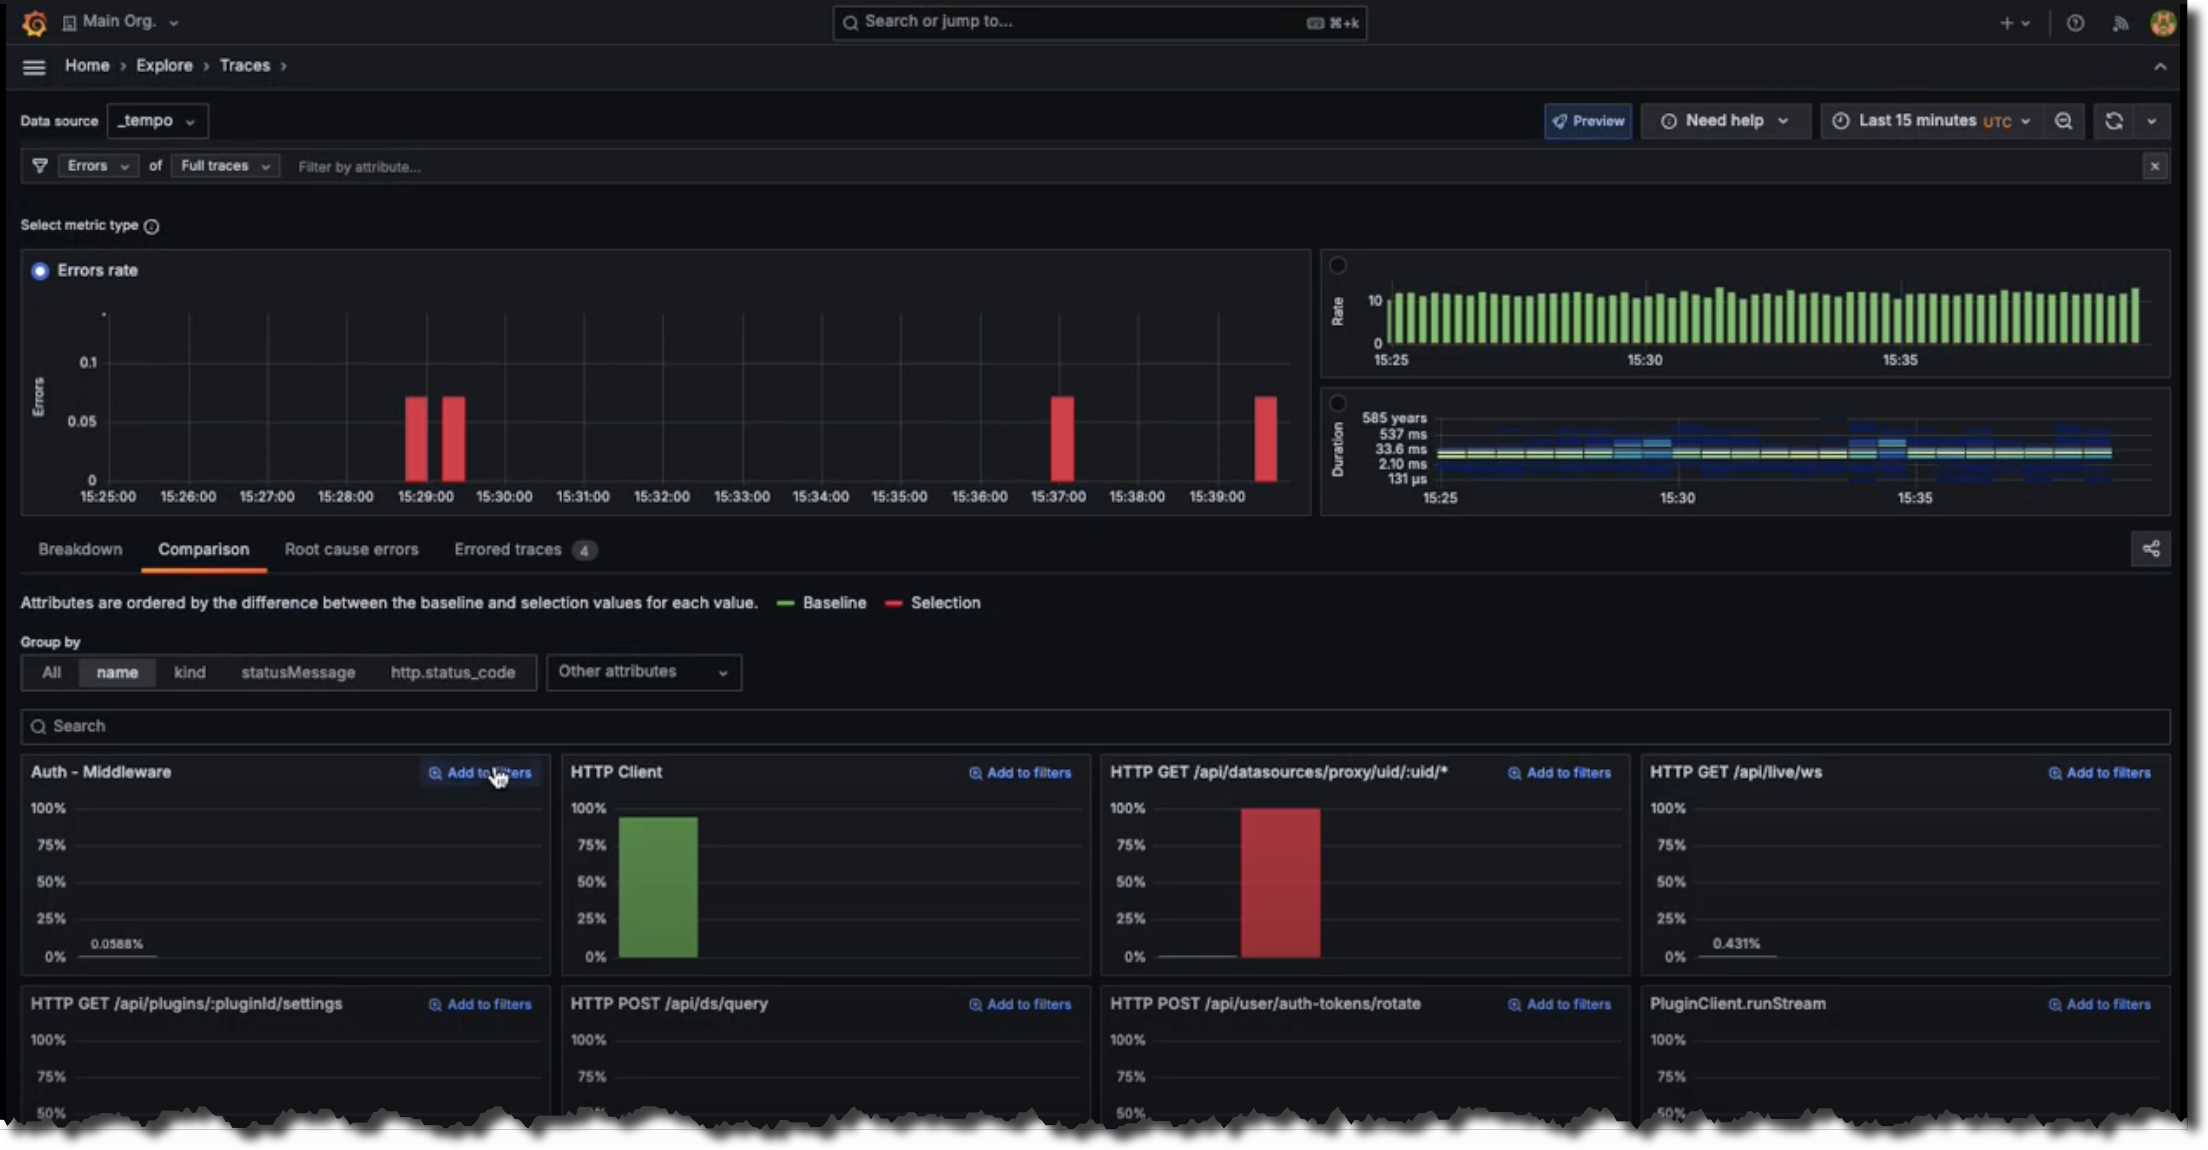 Main Org.
Search or jump to...
⌘+k
Home › Explore › Traces ›
Data source _tempo
Preview
Need help
Last 15 minutes UTC
Errors of Full traces Filter by attribute...
Select metric type
Errors rate
Errors
0.1
0.05
0
15:25:00 15:26:00 15:27:00 15:28:00 15:29:00 15:30:00 15:31:00 15:32:00 15:33:00 15:34:00 15:35:00 15:36:00 15:37:00 15:38:00 15:39:00
Rate
10
0
15:25 15:30 15:35
Duration
585 years
537 ms
33.6 ms
2.10 ms
131 µs
15:25 15:30 15:35
Breakdown Comparison Root cause errors Errored traces 4
Attributes are ordered by the difference between the baseline and selection values for each value. Baseline Selection
Group by
All name kind statusMessage http.status_code Other attributes
Search
Auth - Middleware
100%
75%
50%
25%
0%
0.0588%
HTTP Client Add to filters
100%
75%
50%
25%
0%
HTTP GET /api/datasources/proxy/uid/:uid/* Add to filters
100%
75%
50%
25%
0%
HTTP GET /api/live/ws Add to filters
100%
75%
50%
25%
0%
0.431%
HTTP GET /api/plugins/:pluginId/settings Add to filters
100%
75%
50%
HTTP POST /api/ds/query Add to filters
100%
75%
HTTP POST /api/user/auth-tokens/rotate Add to filters
100%
75%
50%
PluginClient.runStream Add to filters
100%
75%
50%